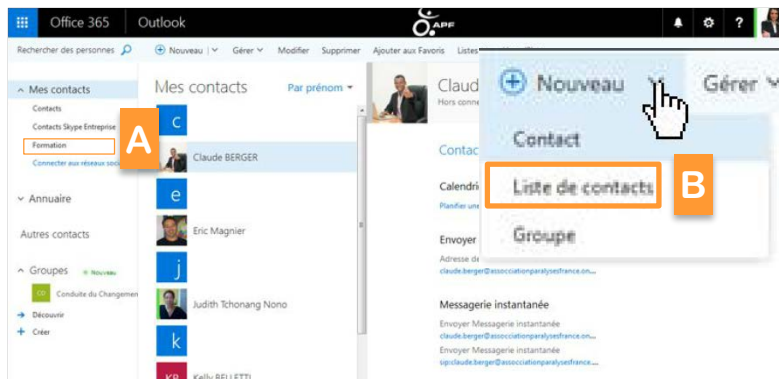 Office 365 Outlook APF ?
Rechercher des personnes Nouveau Gérer Modifier Supprimer Ajouter aux Favoris Listes
Mes contacts
Contacts
Contacts Skype Entreprise
Formation
Connecter aux réseaux soci
A
Annuaire
Autres contacts
Groupes Nouveau
CD Conduite du Changemen
Découvrir
+ Créer
Mes contacts Par prénom
c
Claude BERGER
e
Eric Magnier
j
Judith Tchonang Nono
k
KB Kelly BELLETTI
Claud
Hors conne
Contac
Calendri
Planifier une
Envoyer
Adresse de
claude.berger@associationparalysesfrance.on...
Messagerie instantanée
Envoyer Messagerie instantanée
claude.berger@associationparalysesfrance.on...
Envoyer Messagerie instantanée
sip:claude.berger@associationparalysesfrance....
Nouveau Gérer
Contact
Liste de contacts
B
Groupe